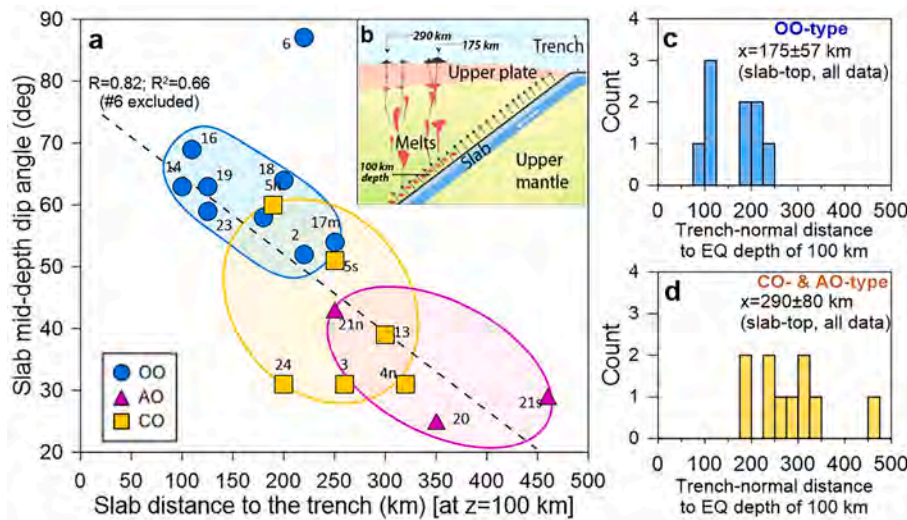 a
Slab mid-depth dip angle (deg)
90
80
70
60
50
40
30
20
R=0.82; R²=0.66
(#6 excluded)
6
16
14
19
18
5n
23
2
17m
5s
21n
13
24
3
4n
20
21s
OO
AO
CO
0
100
200
300
400
500
Slab distance to the trench (km) [at z=100 km]
b
290 km
175 km
Trench
Upper plate
Melts
Slab
100 km
depth
Upper
mantle
c
OO-type
x=175±57 km
(slab-top, all data)
Count
4
3
2
1
0
0 100 200 300 400 500
Trench-normal distance
to EQ depth of 100 km
d
CO- & AO-type
x=290±80 km
(slab-top, all data)
Count
4
3
2
1
0
0 100 200 300 400 500
Trench-normal distance
to EQ depth of 100 km